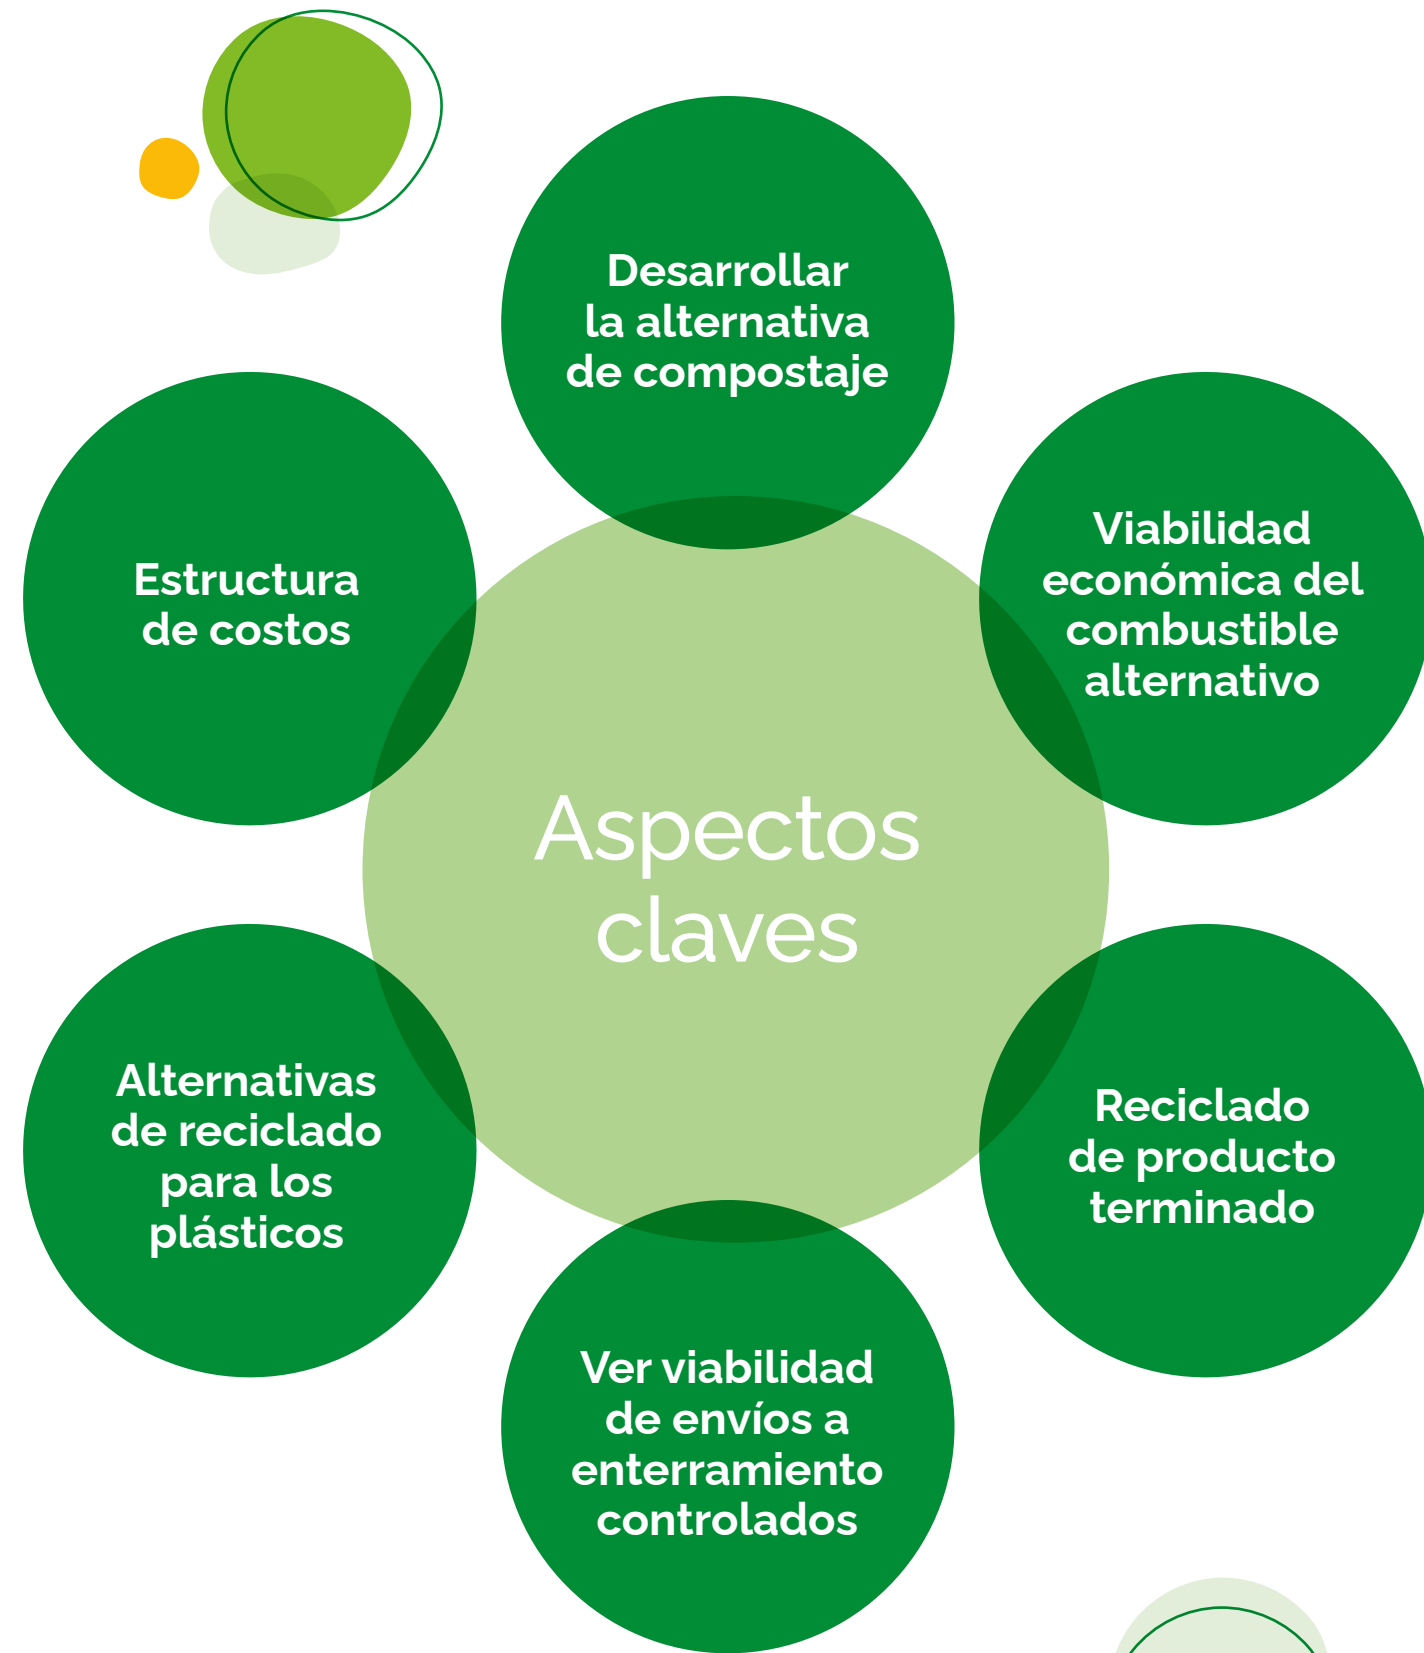 Desarrollar
la alternativa
de compostaje
Viabilidad
económica del
combustible
alternativo
Estructura
de costos
Aspectos
claves
Alternativas
de reciclado
para los
plásticos
Reciclado
de producto
terminado
Ver viabilidad
de envíos a
enterramiento
controlados